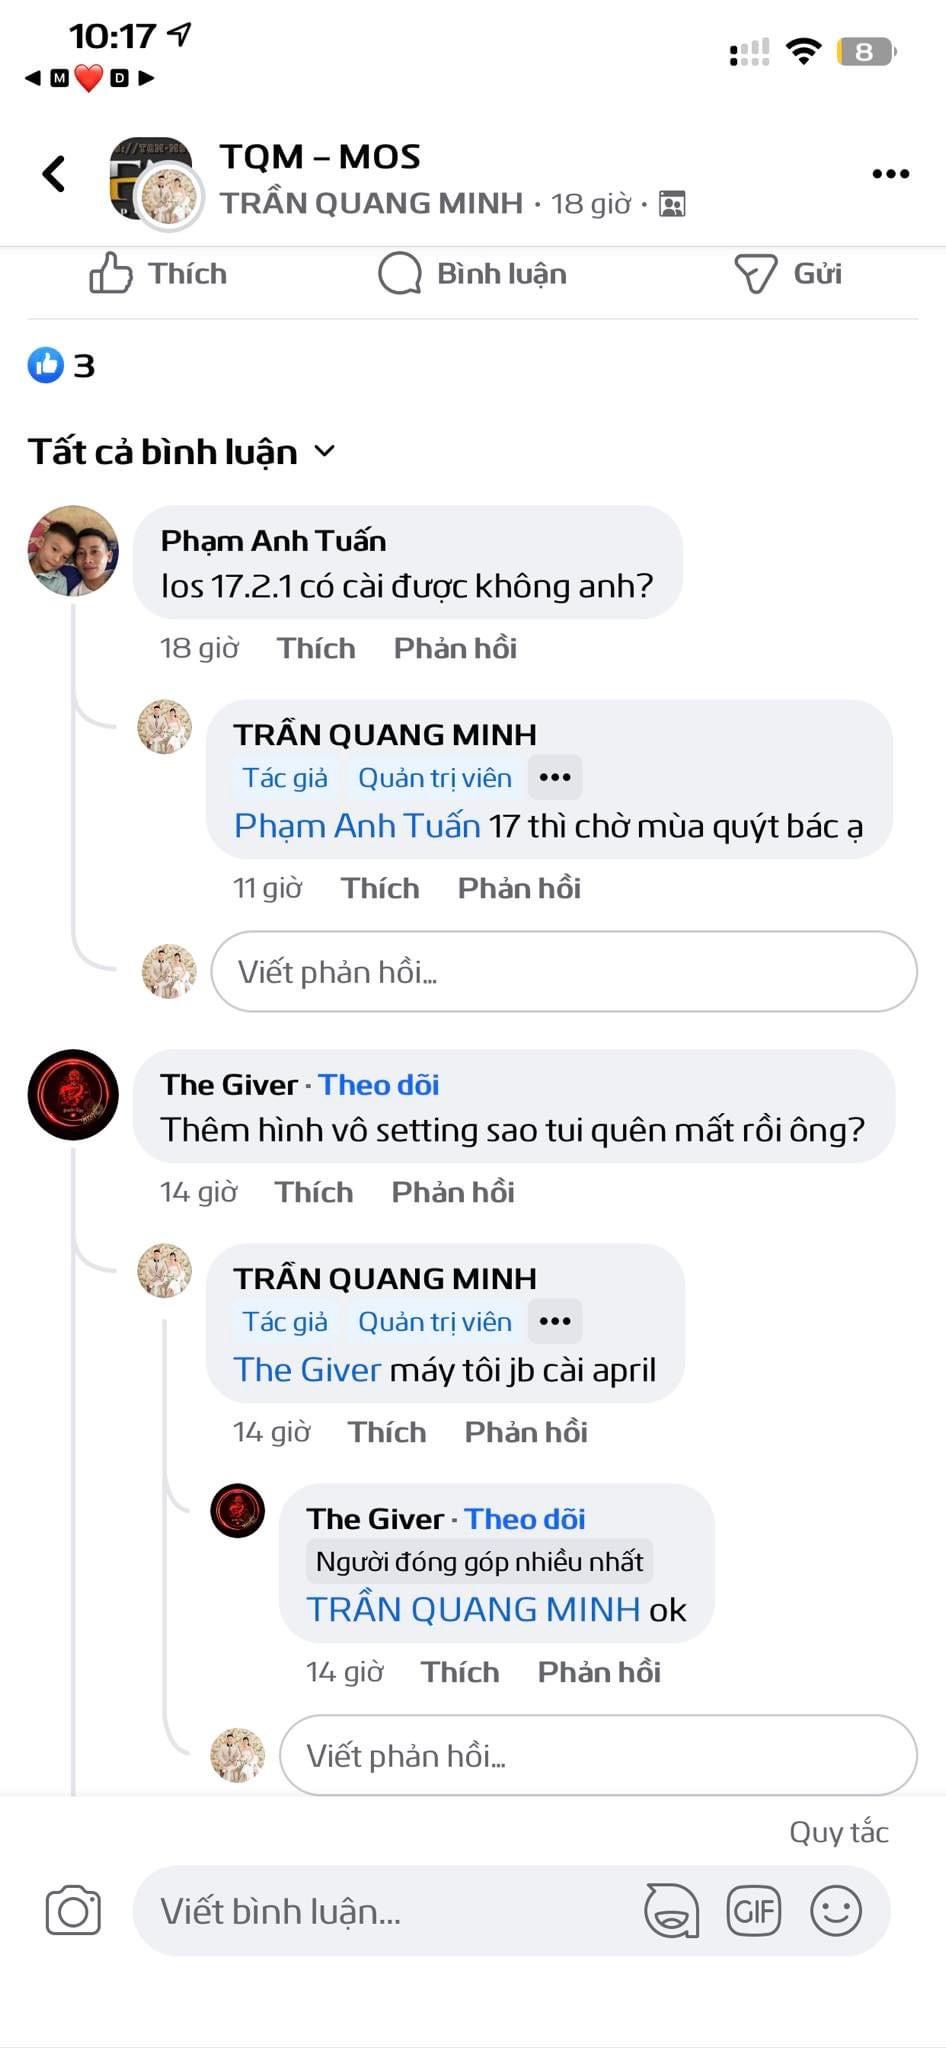 10:17
8
M ❤️ D
TQM – MOS
TRẦN QUANG MINH · 18 giờ ·
Thích Bình luận Gửi
3
Tất cả bình luận
Phạm Anh Tuấn
Ios 17.2.1 có cài được không anh?
18 giờ Thích Phản hồi
TRẦN QUANG MINH
Tác giả Quản trị viên •••
Phạm Anh Tuấn 17 thì chờ mùa quýt bác ạ
11 giờ Thích Phản hồi
Viết phản hồi...
The Giver · Theo dõi
Thêm hình vô setting sao tui quên mất rồi ông?
14 giờ Thích Phản hồi
TRẦN QUANG MINH
Tác giả Quản trị viên •••
The Giver máy tôi jb cài april
14 giờ Thích Phản hồi
The Giver · Theo dõi
Người đóng góp nhiều nhất
TRẦN QUANG MINH ok
14 giờ Thích Phản hồi
Viết phản hồi...
Quy tắc
Viết bình luận...
GIF